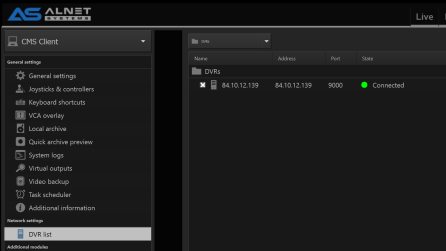 AS ALNET
SYSTEMS
Live
CMS Client
DVRs
General settings
Name Address Port State
DVRs
General settings
Joysticks & controllers
84.10.12.139 84.10.12.139 9000 Connected
Keyboard shortcuts
VCA overlay
Local archive
Quick archive preview
System logs
Virtual outputs
Video backup
Task scheduler
Additional information
Network settings
DVR list
Additional modules